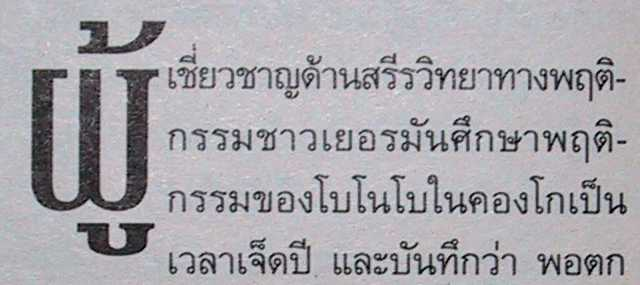 ผู้เชี่ยวชาญด้านสรีรวิทยาทางพฤติ-
กรรมชาวเยอรมันศึกษาพฤติ-
กรรมของโบโนโบในคองโกเป็น
เวลาเจ็ดปี และบันทึกว่า พอตก